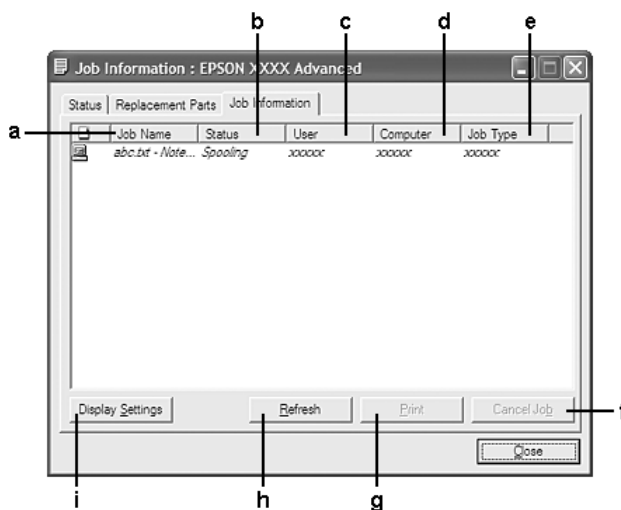 b c d e
Job Information : EPSON XXXX Advanced
Status Replacement Parts Job Information
a
Job Name Status User Computer Job Type
abc.txt - Note... Spooling xxxxxx xxxxxx xxxxxx
Display Settings Refresh Print Cancel Job
f
Close
i h g